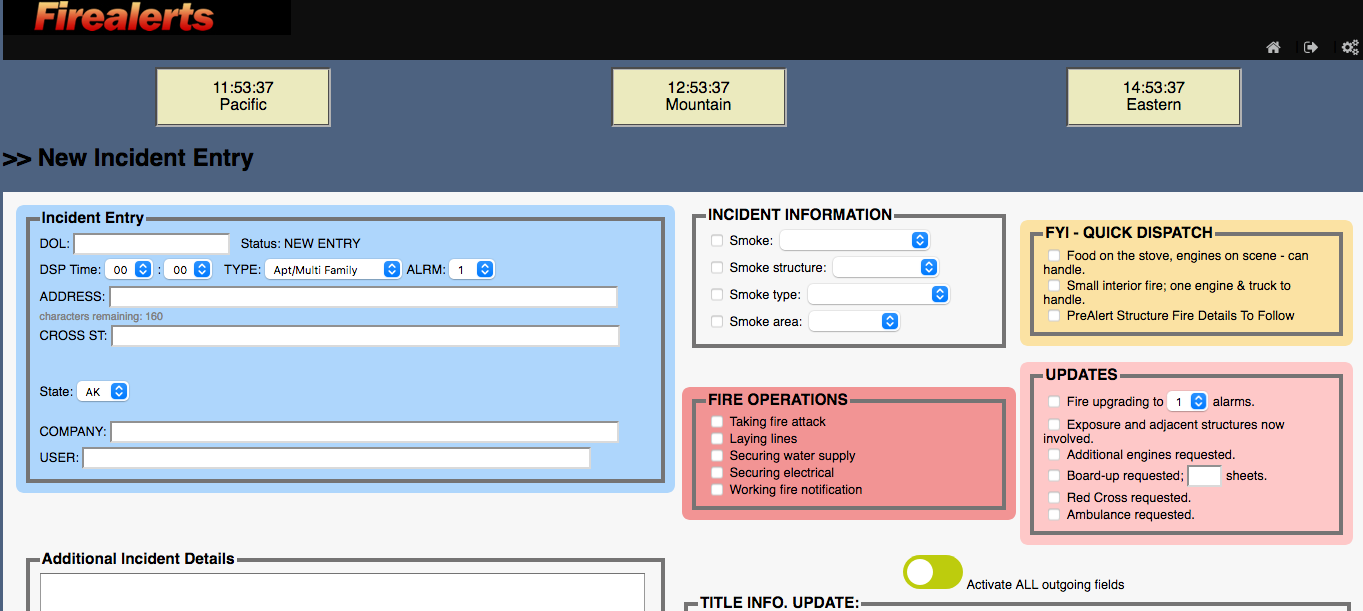 Firealerts
11:53:37
Pacific
12:53:37
Mountain
14:53:37
Eastern
>> New Incident Entry
Incident Entry
DOL: Status: NEW ENTRY
DSP Time: 00 : 00 TYPE: Apt/Multi Family ALRM: 1
ADDRESS:
characters remaining: 160
CROSS ST:
State: AK
COMPANY:
USER:
INCIDENT INFORMATION
Smoke:
Smoke structure:
Smoke type:
Smoke area:
FYI - QUICK DISPATCH
Food on the stove, engines on scene - can
handle.
Small interior fire; one engine & truck to
handle.
PreAlert Structure Fire Details To Follow
FIRE OPERATIONS
Taking fire attack
Laying lines
Securing water supply
Securing electrical
Working fire notification
UPDATES
Fire upgrading to 1 alarms.
Exposure and adjacent structures now
involved.
Additional engines requested.
Board-up requested; sheets.
Red Cross requested.
Ambulance requested.
Additional Incident Details
Activate ALL outgoing fields
TITLE INFO. UPDATE: